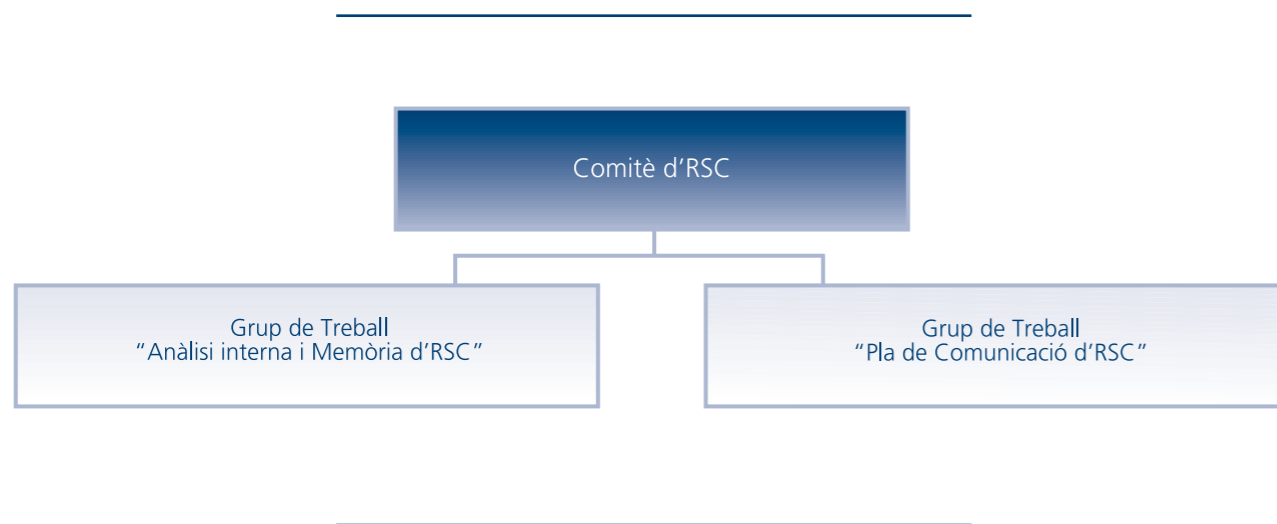 Comitè d’RSC
Grup de Treball
“Anàlisi interna i Memòria d’RSC”
Grup de Treball
“Pla de Comunicació d’RSC”